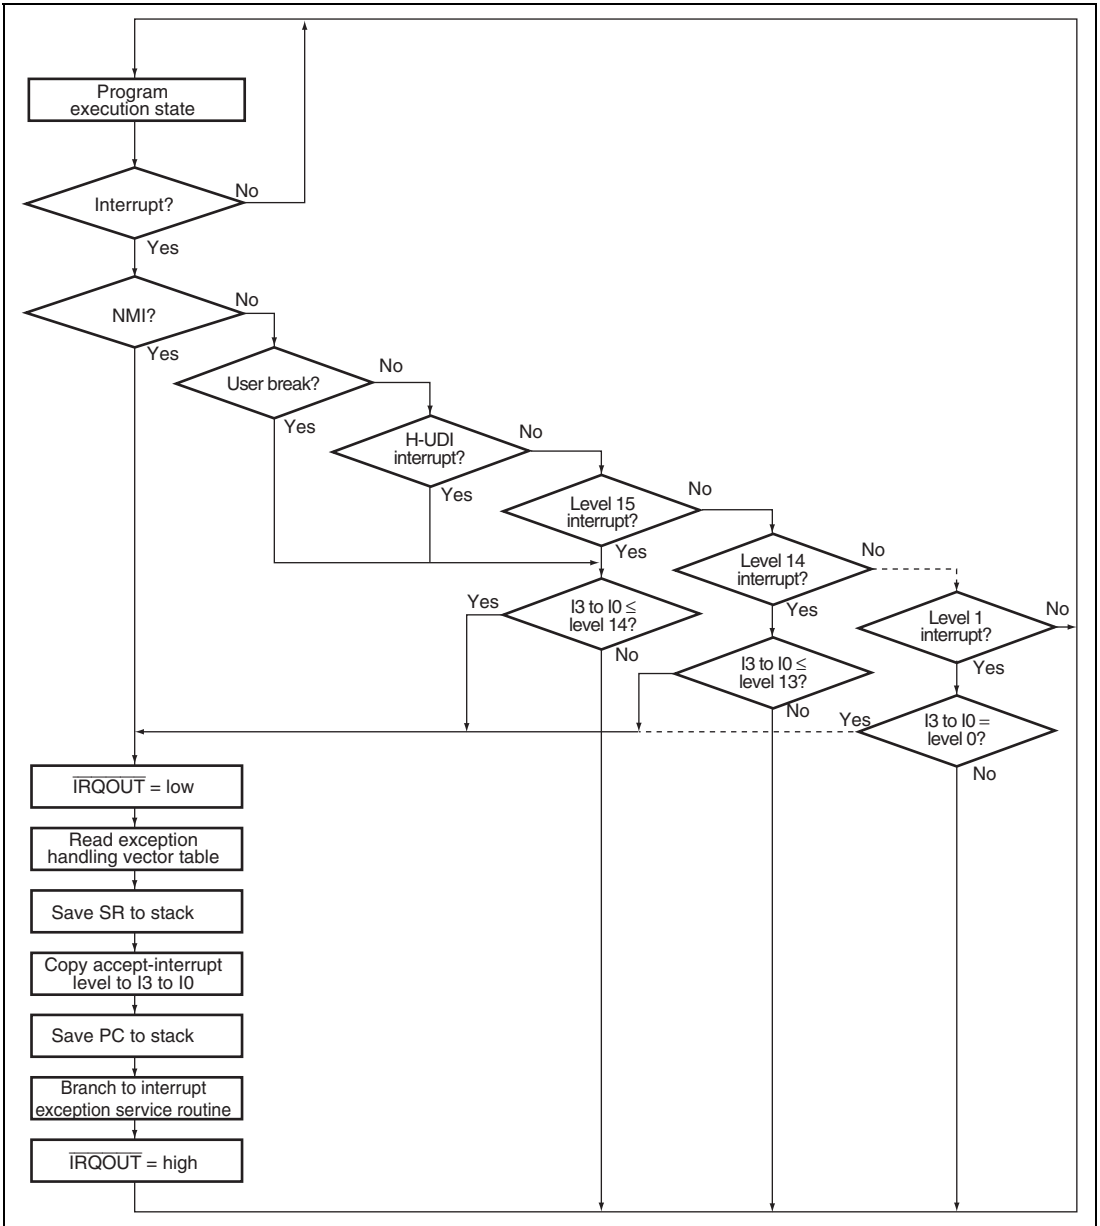 Program
execution state
Interrupt?
No
Yes
NMI?
No
Yes
User break?
No
Yes
H-UDI
interrupt?
No
Yes
Level 15
interrupt?
No
Yes
Level 14
interrupt?
No
Yes
I3 to I0 ≤
level 14?
Yes
No
Level 1
interrupt?
No
Yes
I3 to I0 ≤
level 13?
No
I3 to I0 =
level 0?
Yes
No
IRQOUT = low
Read exception
handling vector table
Save SR to stack
Copy accept-interrupt
level to I3 to I0
Save PC to stack
Branch to interrupt
exception service routine
IRQOUT = high